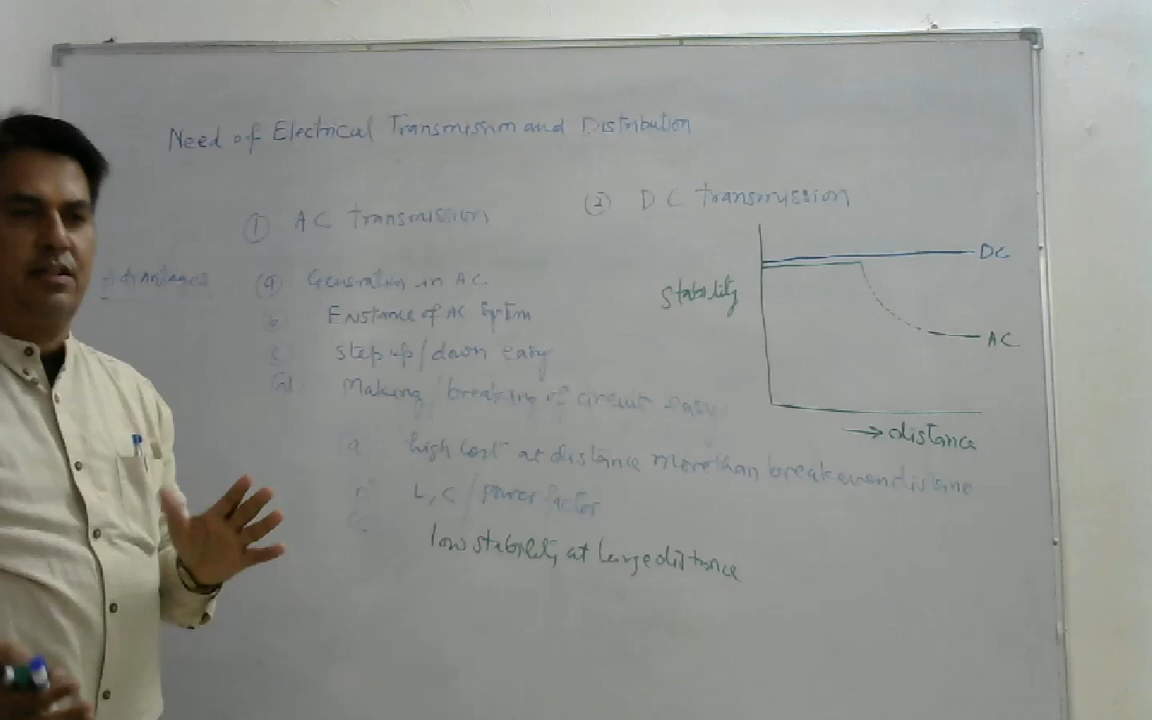 Need of Electrical Transmission and Distribution
① AC transmission
② DC transmission
Advantages
ⓐ Generation in AC.
b Enstance of AC System
c step up/down easy
ⓓ Making/breaking of circuit easy
a high cost at distance more than breakeven distance
L, C / power factor
low stability at large distance
Stability
DC
AC
→ distance